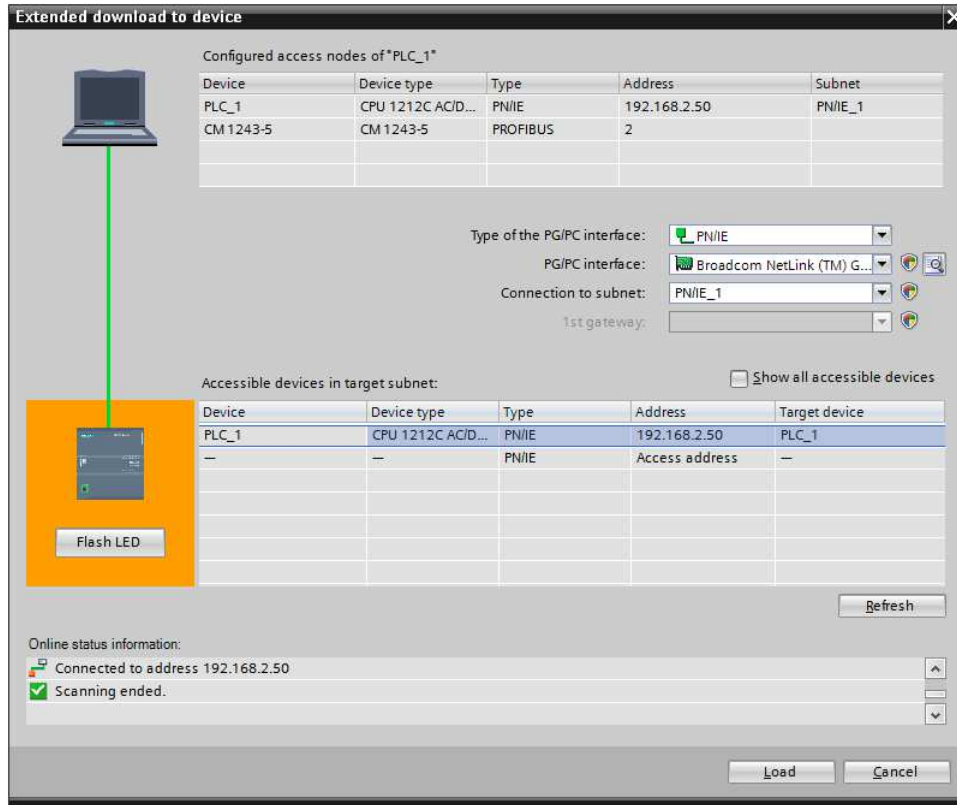 Extended download to device
Configured access nodes of "PLC_1"
Device Device type Type Address Subnet
PLC_1 CPU 1212C AC/D... PN/IE 192.168.2.50 PN/IE_1
CM 1243-5 CM 1243-5 PROFIBUS 2
Type of the PG/PC interface: PN/IE
PG/PC interface: Broadcom NetLink (TM) G...
Connection to subnet: PN/IE_1
1st gateway:
Accessible devices in target subnet: Show all accessible devices
Device Device type Type Address Target device
PLC_1 CPU 1212C AC/D... PN/IE 192.168.2.50 PLC_1
— — PN/IE Access address —
Flash LED
Refresh
Online status information:
Connected to address 192.168.2.50
Scanning ended.
Load Cancel